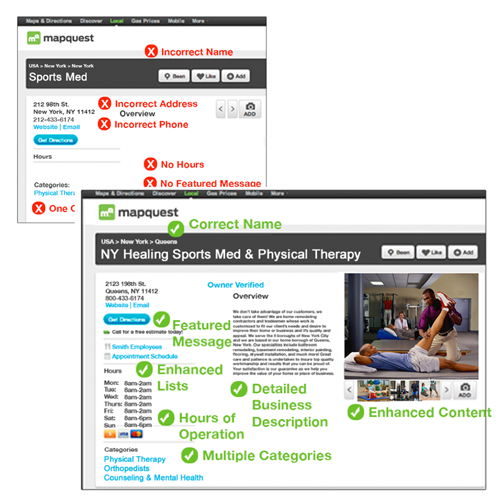 Maps & Directions Discover Local Gas Prices Mobile More
mapquest
Incorrect Name
USA > New York > New York
Sports Med
Been Like Add
212 98th St.
New York, NY 11412
212-433-6174
Website | Email
Incorrect Address
Overview
Incorrect Phone
ADD
Get Directions
Hours
No Hours
No Featured Message
Categories:
Physical Thera
One C
Maps & Directions Discover Local Gas Prices Mobile More
mapquest
Correct Name
USA > New York > Queens
NY Healing Sports Med & Physical Therapy
Been Like Add
2123 198th St.
Queens, NY 11412
800-433-6174
Website | Email
Owner Verified
Overview
Get Directions
Call for a free estimate today!
Featured
Message
We don't take advantage of our customers, we
take care of them! We are home remodeling
contractors and tradesmen whose work is
customized to fit our client's needs and desire to
improve their home or business and it's quality and
appeal. We serve the 5 boroughs of New York City
and we are based in our home borough of Queens,
New York. Our specialties include bathroom
remodeling, basement remodeling, interior painting,
flooring, drywall installation, and much more! Great
care and patience is undertaken to insure top quality
workmanship and results that you can be proud of.
Your satisfaction is our guarantee as we help you
improve the value of your home or place of business.
Smith Employees
Appointment Schedule
Enhanced
Lists
Hours
Mon: 8am-2am
Tue: 8am-2am
Wed: 8am-2am
Thurs: 8am-2am
Fri: 8am-2am
Sat: 8am-6pm
Sun 8am-6pm
VISA
Hours of
Operation
Detailed
Business
Description
ADD
Enhanced Content
Multiple Categories
Categories
Physical Therapy
Orthopedists
Counseling & Mental Health